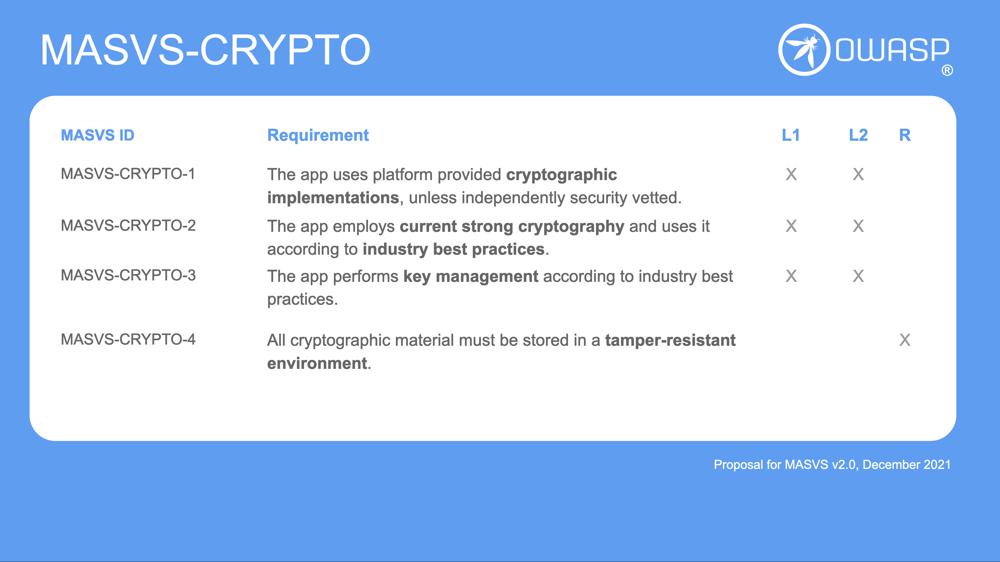 MASVS-CRYPTO
OWASP
®
MASVS ID Requirement L1 L2 R
MASVS-CRYPTO-1 The app uses platform provided cryptographic X X
implementations, unless independently security vetted.
MASVS-CRYPTO-2 The app employs current strong cryptography and uses it X X
according to industry best practices.
MASVS-CRYPTO-3 The app performs key management according to industry best X X
practices.
MASVS-CRYPTO-4 All cryptographic material must be stored in a tamper-resistant X
environment.
Proposal for MASVS v2.0, December 2021